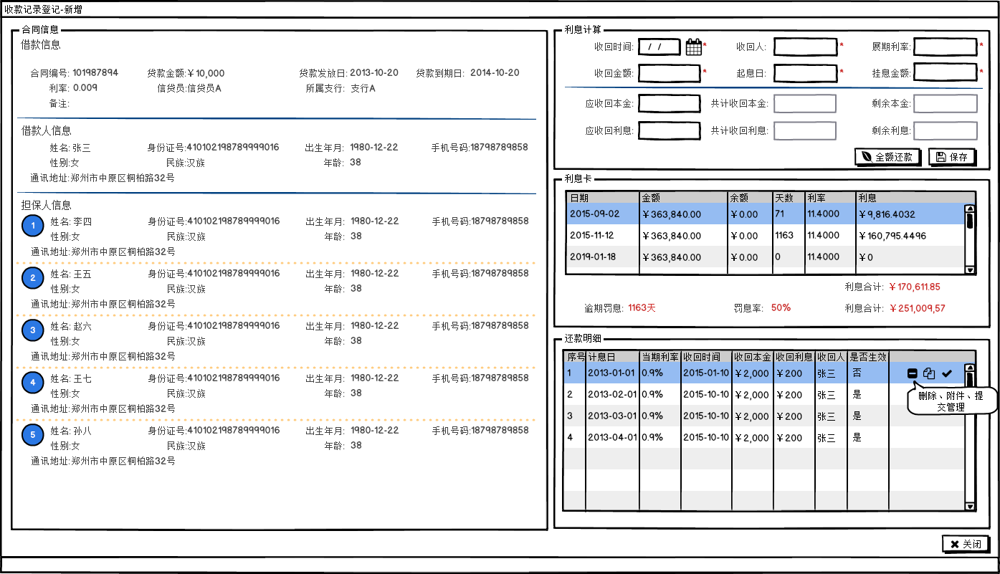 收款记录登记-新增
合同信息
借款信息
合同编号: 101987894 贷款金额:￥10,000 贷款发放日: 2013-10-20 贷款到期日: 2014-10-20
利率: 0.009 信贷员:信贷员A 所属支行: 支行A
备注:
借款人信息
姓名: 张三 身份证号:410102198789999016 出生年月: 1980-12-22 手机号码:18798789858
性别:女 民族:汉族 年龄: 38
通讯地址:郑州市中原区桐柏路32号
担保人信息
1 姓名: 李四 身份证号:410102198789999016 出生年月: 1980-12-22 手机号码:18798789858
性别:女 民族:汉族 年龄: 38
通讯地址:郑州市中原区桐柏路32号
2 姓名: 王五 身份证号:410102198789999016 出生年月: 1980-12-22 手机号码:18798789858
性别:女 民族:汉族 年龄: 38
通讯地址:郑州市中原区桐柏路32号
3 姓名: 赵六 身份证号:410102198789999016 出生年月: 1980-12-22 手机号码:18798789858
性别:女 民族:汉族 年龄: 38
通讯地址:郑州市中原区桐柏路32号
4 姓名: 王七 身份证号:410102198789999016 出生年月: 1980-12-22 手机号码:18798789858
性别:女 民族:汉族 年龄: 38
通讯地址:郑州市中原区桐柏路32号
5 姓名: 孙八 身份证号:410102198789999016 出生年月: 1980-12-22 手机号码:18798789858
性别:女 民族:汉族 年龄: 38
通讯地址:郑州市中原区桐柏路32号
利息计算
收回时间: / / * 收回人: * 展期利率: *
收回金额: * 起息日: * 挂息金额: *
应收回本金: 共计收回本金: 剩余本金:
应收回利息: 共计收回利息: 剩余利息:
全额还款 保存
利息卡
日期 金额 余额 天数 利率 利息
2015-09-02 ￥363,840.00 ￥0.00 71 11.4000 ￥9,816.4032
2015-11-12 ￥363,840.00 ￥0.00 1163 11.4000 ￥160,795.4496
2019-01-18 ￥363,840.00 ￥0.00 0 11.4000 ￥0
利息合计: ￥170,611.85
逾期罚息: 1163天 罚息率: 50% 利息合计: ￥251,009,57
还款明细
序号 计息日 当期利率 收回时间 收回本金 收回利息 收回人 是否生效
1 2013-01-01 0.9% 2015-01-10 ￥2,000 ￥200 张三 否
2 2013-02-01 0.9% 2015-10-10 ￥2,000 ￥200 张三 是
3 2013-03-01 0.9% 2015-10-10 ￥2,000 ￥200 张三 是
4 2013-04-01 0.9% 2015-10-10 ￥2,000 ￥200 张三 是
删除、附件、提
交管理
关闭